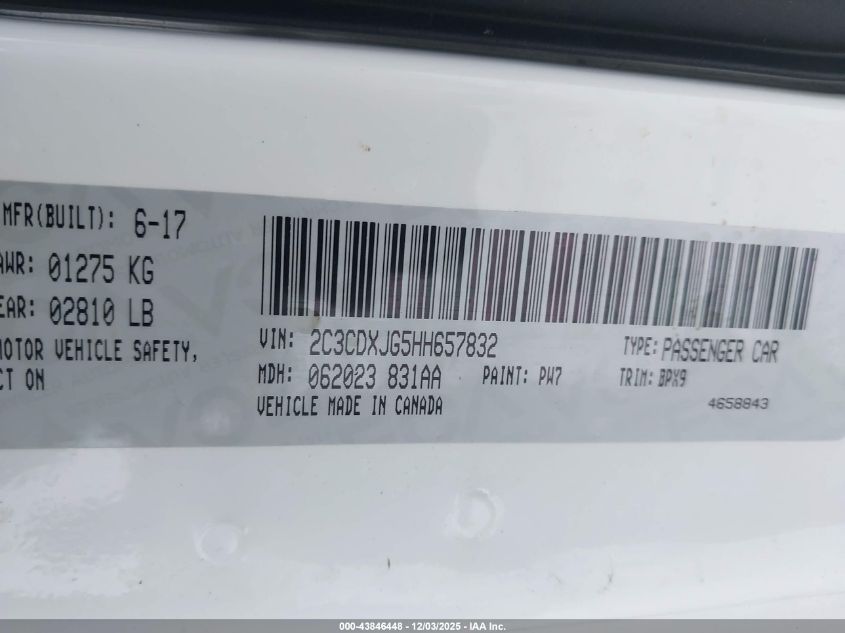 MFR(BUILT): 6-17
AWR: 01275 KG
EAR: 02810 LB
MOTOR VEHICLE SAFETY,
CT ON
VIN: 2C3CDXJG5HH657832
TYPE: PASSENGER CAR
MDH: 062023 831AA
PAINT: PW7
TRIM: BPX9
VEHICLE MADE IN CANADA
4658843
000-43846448 - 12/03/2025 - IAA Inc.